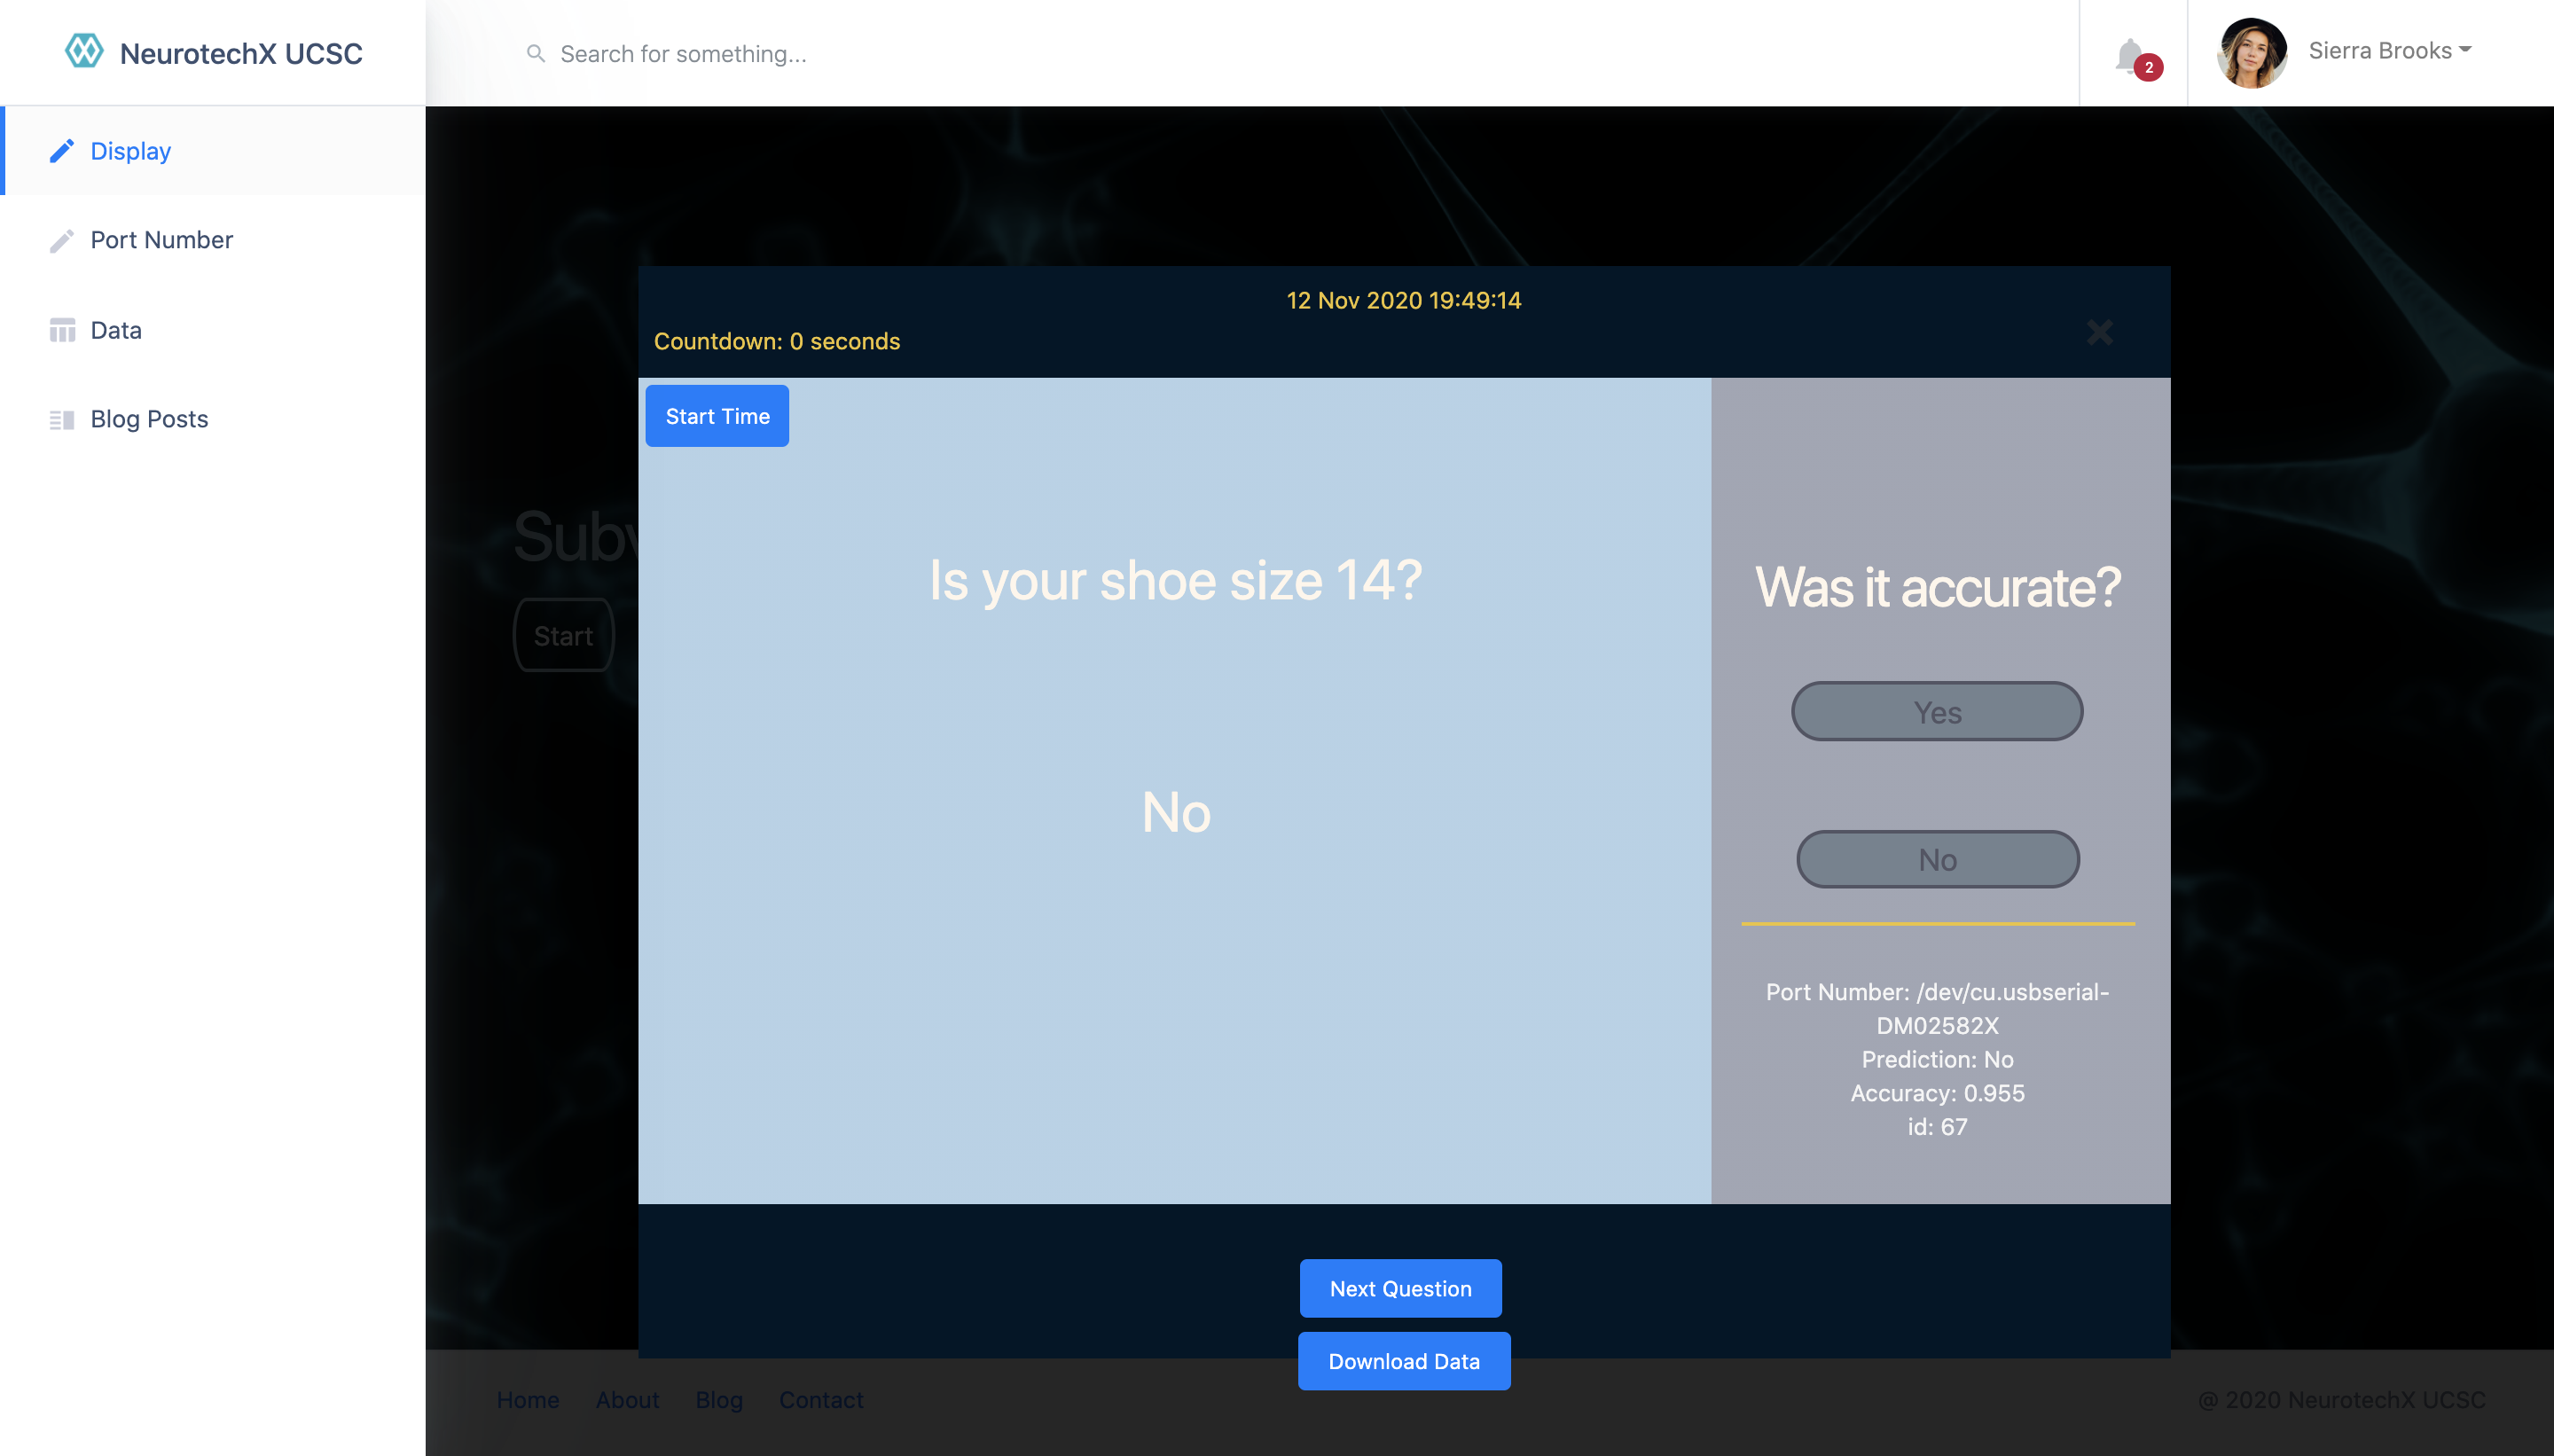 NeurotechX UCSC
Search for something...
2
Sierra Brooks
Display
Port Number
Data
Blog Posts
12 Nov 2020 19:49:14
Countdown: 0 seconds
Start Time
Is your shoe size 14?
No
Was it accurate?
Yes
No
Port Number: /dev/cu.usbserial-
DM02582X
Prediction: No
Accuracy: 0.955
id: 67
Start
Next Question
Download Data
Home About Blog Contact
@ 2020 NeurotechX UCSC